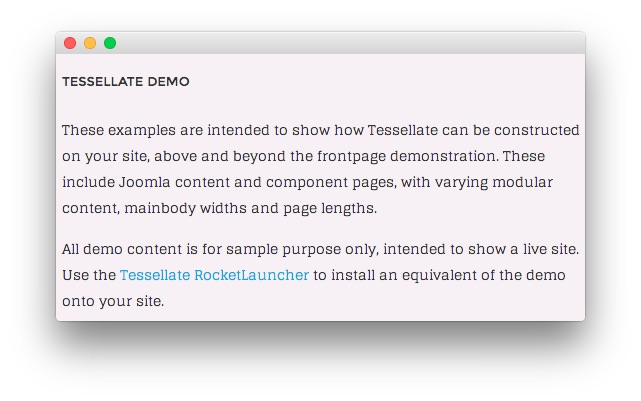 TESSELLATE DEMO
These examples are intended to show how Tessellate can be constructed
on your site, above and beyond the frontpage demonstration. These
include Joomla content and component pages, with varying modular
content, mainbody widths and page lengths.
All demo content is for sample purpose only, intended to show a live site.
Use the Tessellate RocketLauncher to install an equivalent of the demo
onto your site.